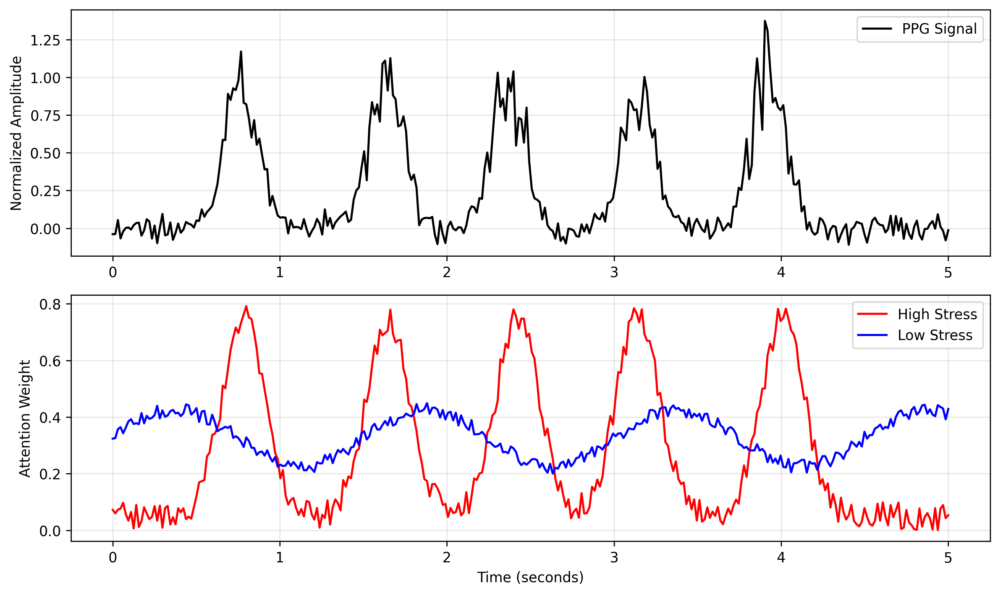 PPG Signal
Normalized Amplitude
1.25
1.00
0.75
0.50
0.25
0.00
0 1 2 3 4 5
High Stress
Low Stress
Attention Weight
0.8
0.6
0.4
0.2
0.0
0 1 2 3 4 5
Time (seconds)